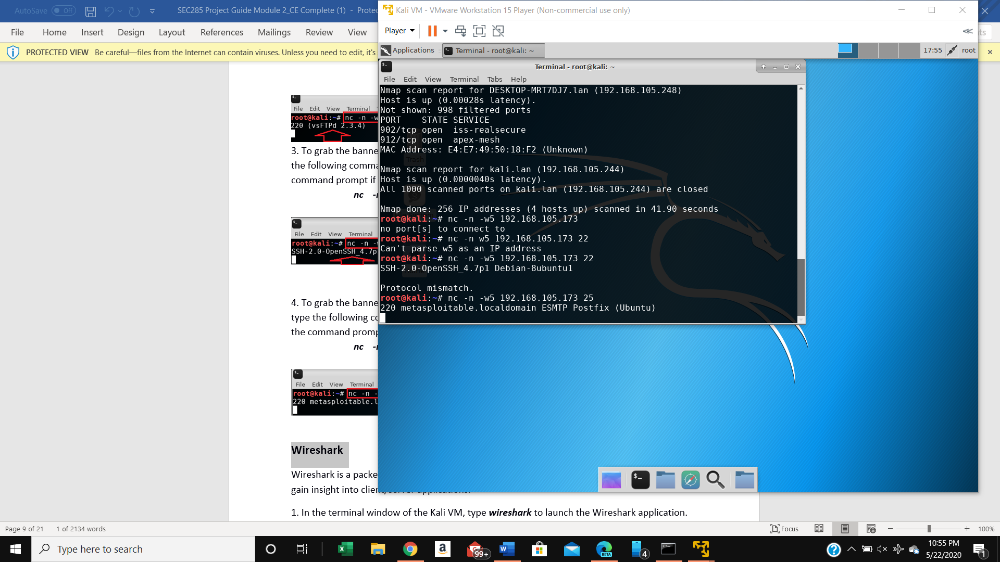 AutoSave Off
SEC285 Project Guide Module 2_CE Complete (1) - Protec
File Home Insert Design Layout References Mailings Review View
PROTECTED VIEW Be careful—files from the Internet can contain viruses. Unless you need to edit, it's
File Edit View Terminal
root@kali:~# nc -n -w
220 (vsFTPd 2.3.4)
3. To grab the banne
the following comma
command prompt if
nc
File Edit View Terminal
root@kali:~# nc -n
SSH-2.0-OpenSSH_4.7p
4. To grab the banne
type the following co
the command promp
nc
File Edit View Terminal
root@kali:~# nc -n -
220 metasploitable.l
Wireshark
Wireshark is a packe
gain insight into client/server applications.
1. In the terminal window of the Kali VM, type wireshark to launch the Wireshark application.
Kali VM - VMware Workstation 15 Player (Non-commercial use only)
Player
Applications
Terminal - root@kali: ~
17:55
root
Terminal - root@kali: ~
File Edit View Terminal Tabs Help
Nmap scan report for DESKTOP-MRT7DJ7.lan (192.168.105.248)
Host is up (0.00028s latency).
Not shown: 998 filtered ports
PORT STATE SERVICE
902/tcp open iss-realsecure
912/tcp open apex-mesh
MAC Address: E4:E7:49:50:18:F2 (Unknown)
Trash
Nmap scan report for kali.lan (192.168.105.244)
Host is up (0.0000040s latency).
All 1000 scanned ports on kali.lan (192.168.105.244) are closed
Nmap done: 256 IP addresses (4 hosts up) scanned in 41.90 seconds
root@kali:~# nc -n -w5 192.168.105.173
no port[s] to connect to
root@kali:~# nc -n w5 192.168.105.173 22
Can't parse w5 as an IP address
root@kali:~# nc -n -w5 192.168.105.173 22
SSH-2.0-OpenSSH_4.7p1 Debian-8ubuntu1
Protocol mismatch.
root@kali:~# nc -n -w5 192.168.105.173 25
220 metasploitable.localdomain ESMTP Postfix (Ubuntu)
Page 9 of 21
1 of 2134 words
Focus
100%
Type here to search
99+
BETA
4
10:55 PM
5/22/2020
1